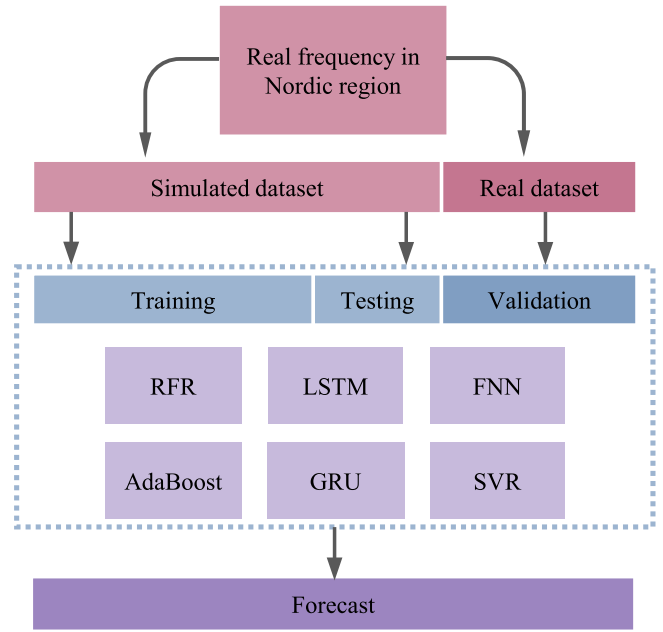 Real frequency in
Nordic region
Simulated dataset
Real dataset
Training
Testing
Validation
RFR
LSTM
FNN
AdaBoost
GRU
SVR
Forecast